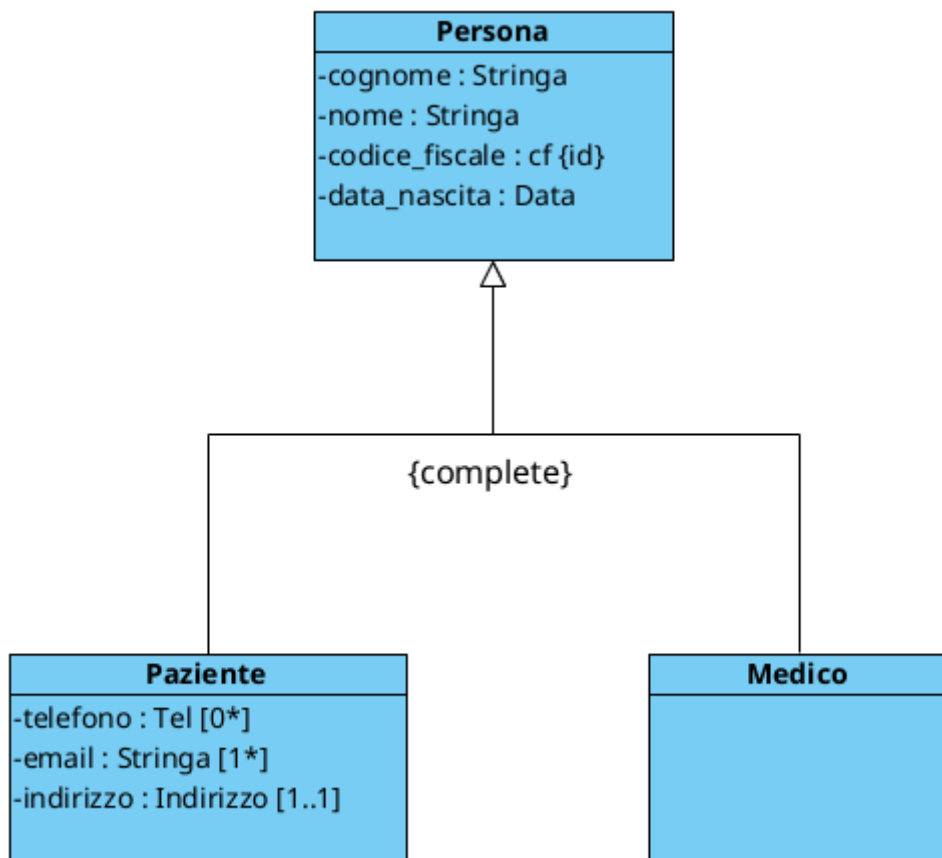 Persona
-cognome : Stringa
-nome : Stringa
-codice_fiscale : cf {id}
-data_nascita : Data
{complete}
Paziente
-telefono : Tel [0*]
-email : Stringa [1*]
-indirizzo : Indirizzo [1..1]
Medico